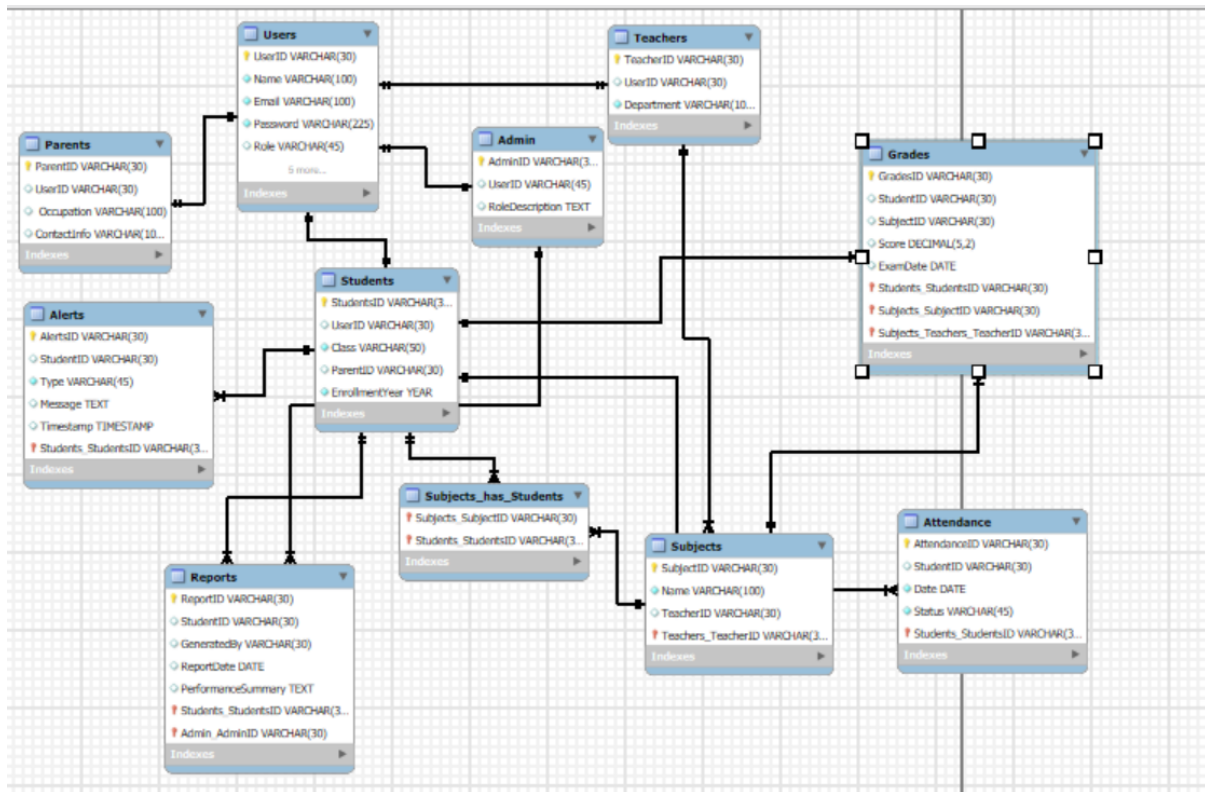 Users
UserID VARCHAR(30)
Name VARCHAR(100)
Email VARCHAR(100)
Password VARCHAR(225)
Role VARCHAR(45)
5 more...
Teachers
TeacherID VARCHAR(30)
UserID VARCHAR(30)
Department VARCHAR(10...
Indexes
Parents
ParentID VARCHAR(30)
UserID VARCHAR(30)
Occupation VARCHAR(100)
ContactInfo VARCHAR(10...
Indexes
Indexes
Admin
AdminID VARCHAR(3...
UserID VARCHAR(45)
RoleDescription TEXT
Indexes
Grades
GradesID VARCHAR(30)
StudentID VARCHAR(30)
SubjectID VARCHAR(30)
Score DECIMAL(5,2)
ExamDate DATE
Students_StudentsID VARCHAR(30)
Subjects_SubjectID VARCHAR(30)
Subjects_Teachers_TeacherID VARCHAR(3...
Indexes
Students
StudentsID VARCHAR(3...
UserID VARCHAR(30)
Class VARCHAR(50)
ParentID VARCHAR(30)
EnrollmentYear YEAR
Indexes
Alerts
AlertsID VARCHAR(30)
StudentID VARCHAR(30)
Type VARCHAR(45)
Message TEXT
Timestamp TIMESTAMP
Students_StudentsID VARCHAR(3...
Indexes
Subjects_has_Students
Subjects_SubjectID VARCHAR(30)
Students_StudentsID VARCHAR(3...
Indexes
Subjects
SubjectID VARCHAR(30)
Name VARCHAR(100)
TeacherID VARCHAR(30)
Teachers_TeacherID VARCHAR(3...
Indexes
Attendance
AttendanceID VARCHAR(30)
StudentID VARCHAR(30)
Date DATE
Status VARCHAR(45)
Students_StudentsID VARCHAR(3...
Indexes
Reports
ReportID VARCHAR(30)
StudentID VARCHAR(30)
GeneratedBy VARCHAR(30)
ReportDate DATE
PerformanceSummary TEXT
Students_StudentsID VARCHAR(3...
Admin_AdminID VARCHAR(30)
Indexes